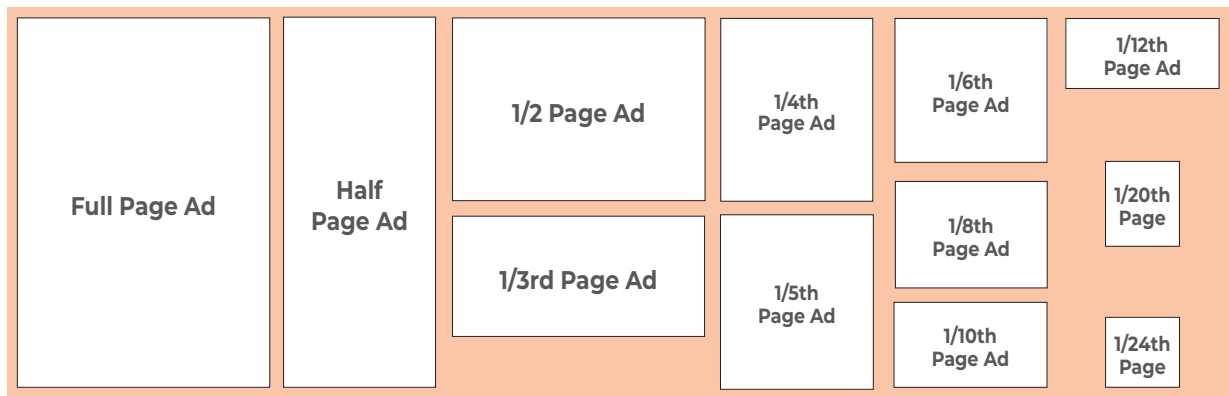 Full Page Ad
Half
Page Ad
1/2 Page Ad
1/3rd Page Ad
1/4th
Page Ad
1/5th
Page Ad
1/6th
Page Ad
1/8th
Page Ad
1/10th
Page Ad
1/12th
Page Ad
1/20th
Page
1/24th
Page